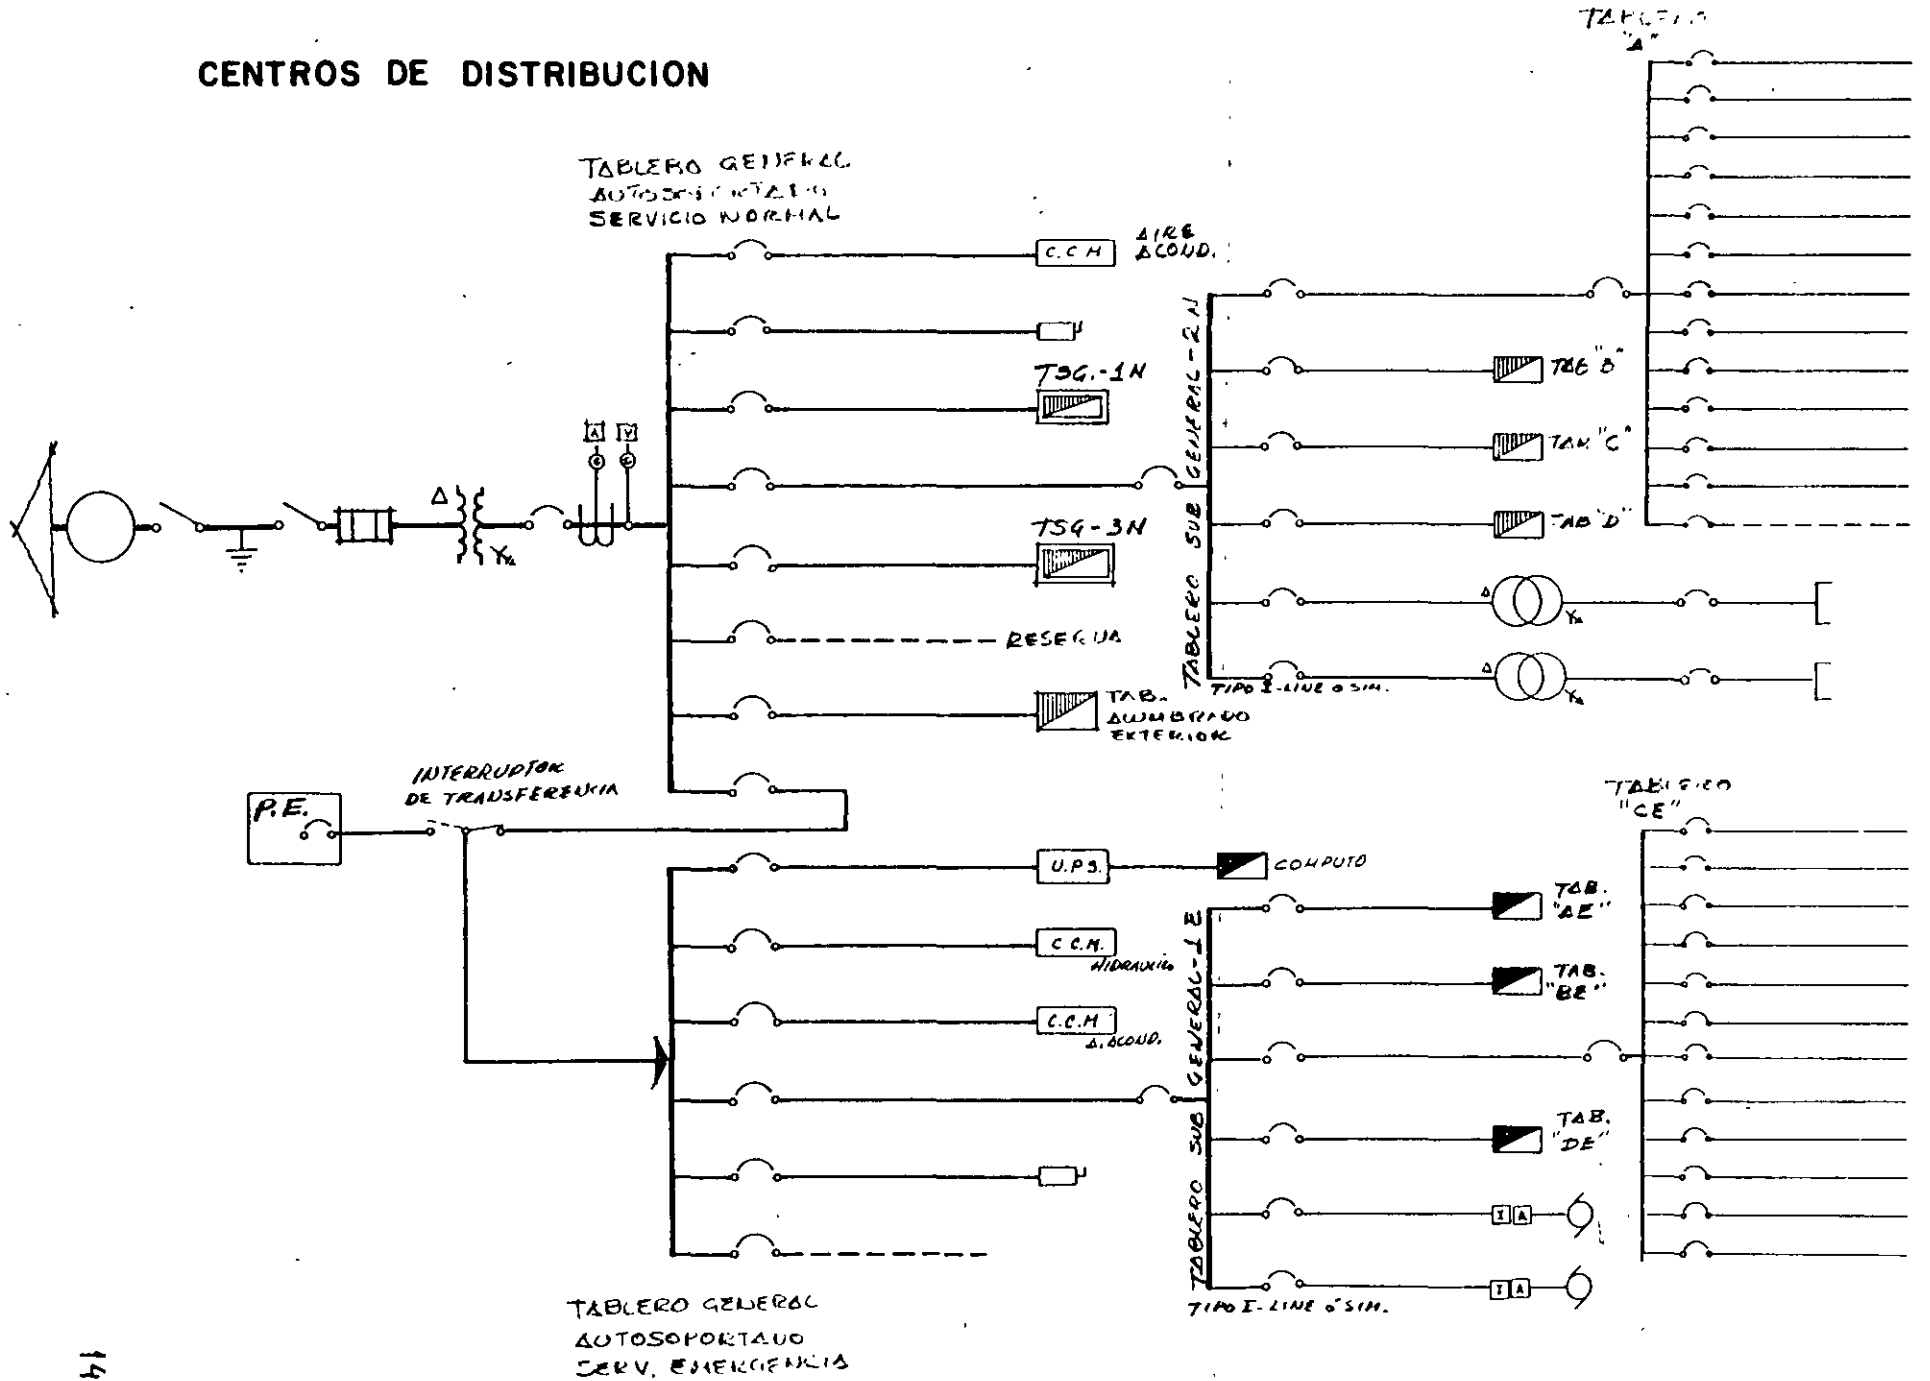 CENTROS DE DISTRIBUCION
TABLERO
"A"
TABLERO GENERAL
SERVICIO NORMAL
C.C.M
AIRE
ACOND.
TSG.-1N
TABLERO SUB GENERAL-2N
TAB "B"
TAB. "C"
TAB "D"
A
V
Δ
Y
TSG-3N
RESERVA
Δ
Y
Δ
Y
TIPO I-LINE o SIM.
TAB.
ALUMBRADO
EXTERIOR
INTERRUPTOR
DE TRANSFERENCIA
P.E.
TABLERO
"CE"
U.P.S.
COMPUTO
TAB.
"AE"
C.C.M.
HIDRAULICO
TAB.
"BE"
C.C.M
A. ACOND.
TABLERO SUB GENERAL-1E
TAB.
"DE"
I A
I A
TIPO I-LINE ó SIM.
TABLERO GENERAL
AUTOSOPORTADO
SERV. EMERGENCIA
14